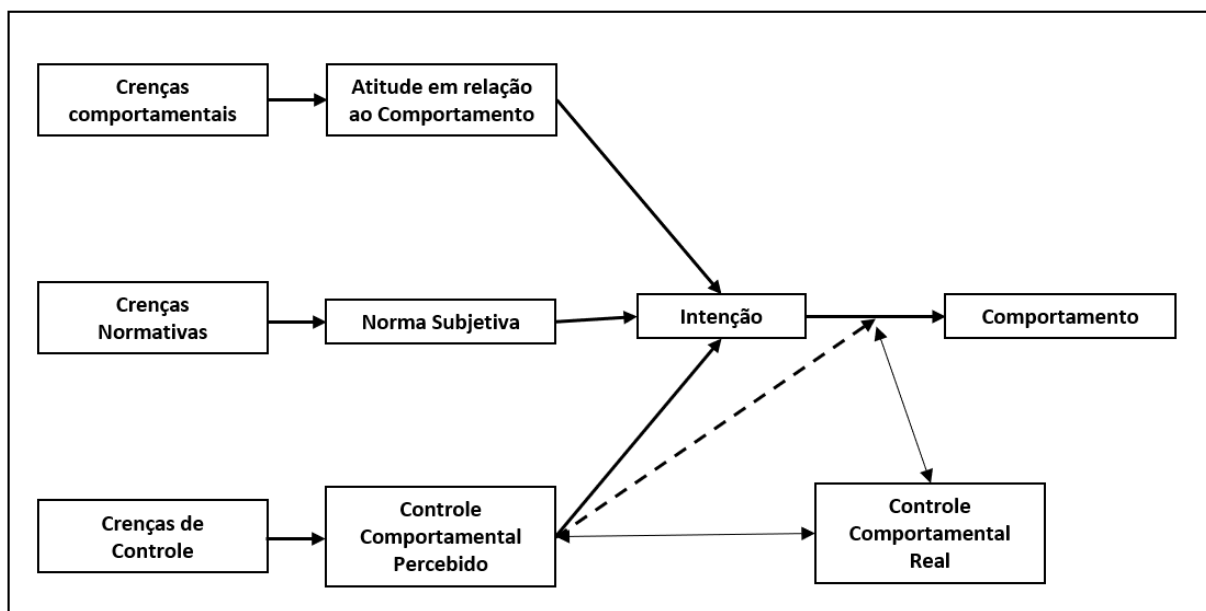 Crenças
comportamentais
Atitude em relação
ao Comportamento
Crenças
Normativas
Norma Subjetiva
Intenção
Comportamento
Crenças de
Controle
Controle
Comportamental
Percebido
Controle
Comportamental
Real